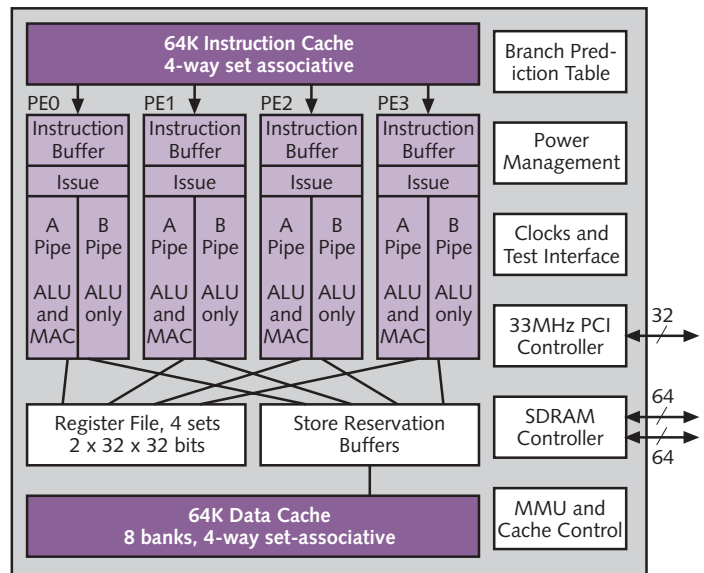 64K Instruction Cache
4-way set associative
Branch Pred-
iction Table
PE0
PE1
PE2
PE3
Instruction
Buffer
Issue
A
Pipe
ALU
and
MAC
B
Pipe
ALU
only
Instruction
Buffer
Issue
A
Pipe
ALU
and
MAC
B
Pipe
ALU
only
Instruction
Buffer
Issue
A
Pipe
ALU
and
MAC
B
Pipe
ALU
only
Instruction
Buffer
Issue
A
Pipe
ALU
and
MAC
B
Pipe
ALU
only
Power
Management
Clocks and
Test Interface
33MHz PCI
Controller
32
Register File, 4 sets
2 x 32 x 32 bits
Store Reservation
Buffers
SDRAM
Controller
64
64
64K Data Cache
8 banks, 4-way set-associative
MMU and
Cache Control